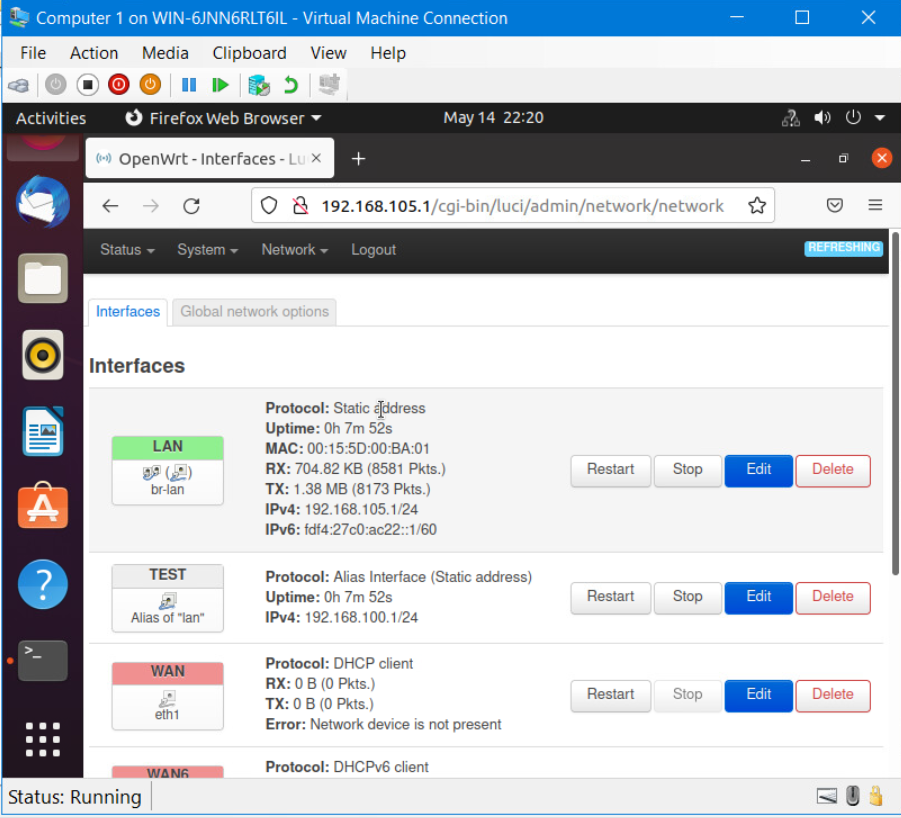 Computer 1 on WIN-6JNN6RLT6IL - Virtual Machine Connection
File Action Media Clipboard View Help
Activities Firefox Web Browser May 14 22:20
OpenWrt - Interfaces - Lu
192.168.105.1/cgi-bin/luci/admin/network/network
Status System Network Logout REFRESHING
Interfaces Global network options
Interfaces
LAN
br-lan
Protocol: Static address
Uptime: 0h 7m 52s
MAC: 00:15:5D:00:BA:01
RX: 704.82 KB (8581 Pkts.)
TX: 1.38 MB (8173 Pkts.)
IPv4: 192.168.105.1/24
IPv6: fdf4:27c0:ac22::1/60
Restart Stop Edit Delete
TEST
Alias of "lan"
Protocol: Alias Interface (Static address)
Uptime: 0h 7m 52s
IPv4: 192.168.100.1/24
Restart Stop Edit Delete
WAN
eth1
Protocol: DHCP client
RX: 0 B (0 Pkts.)
TX: 0 B (0 Pkts.)
Error: Network device is not present
Restart Stop Edit Delete
WAN6
Protocol: DHCPv6 client
Status: Running